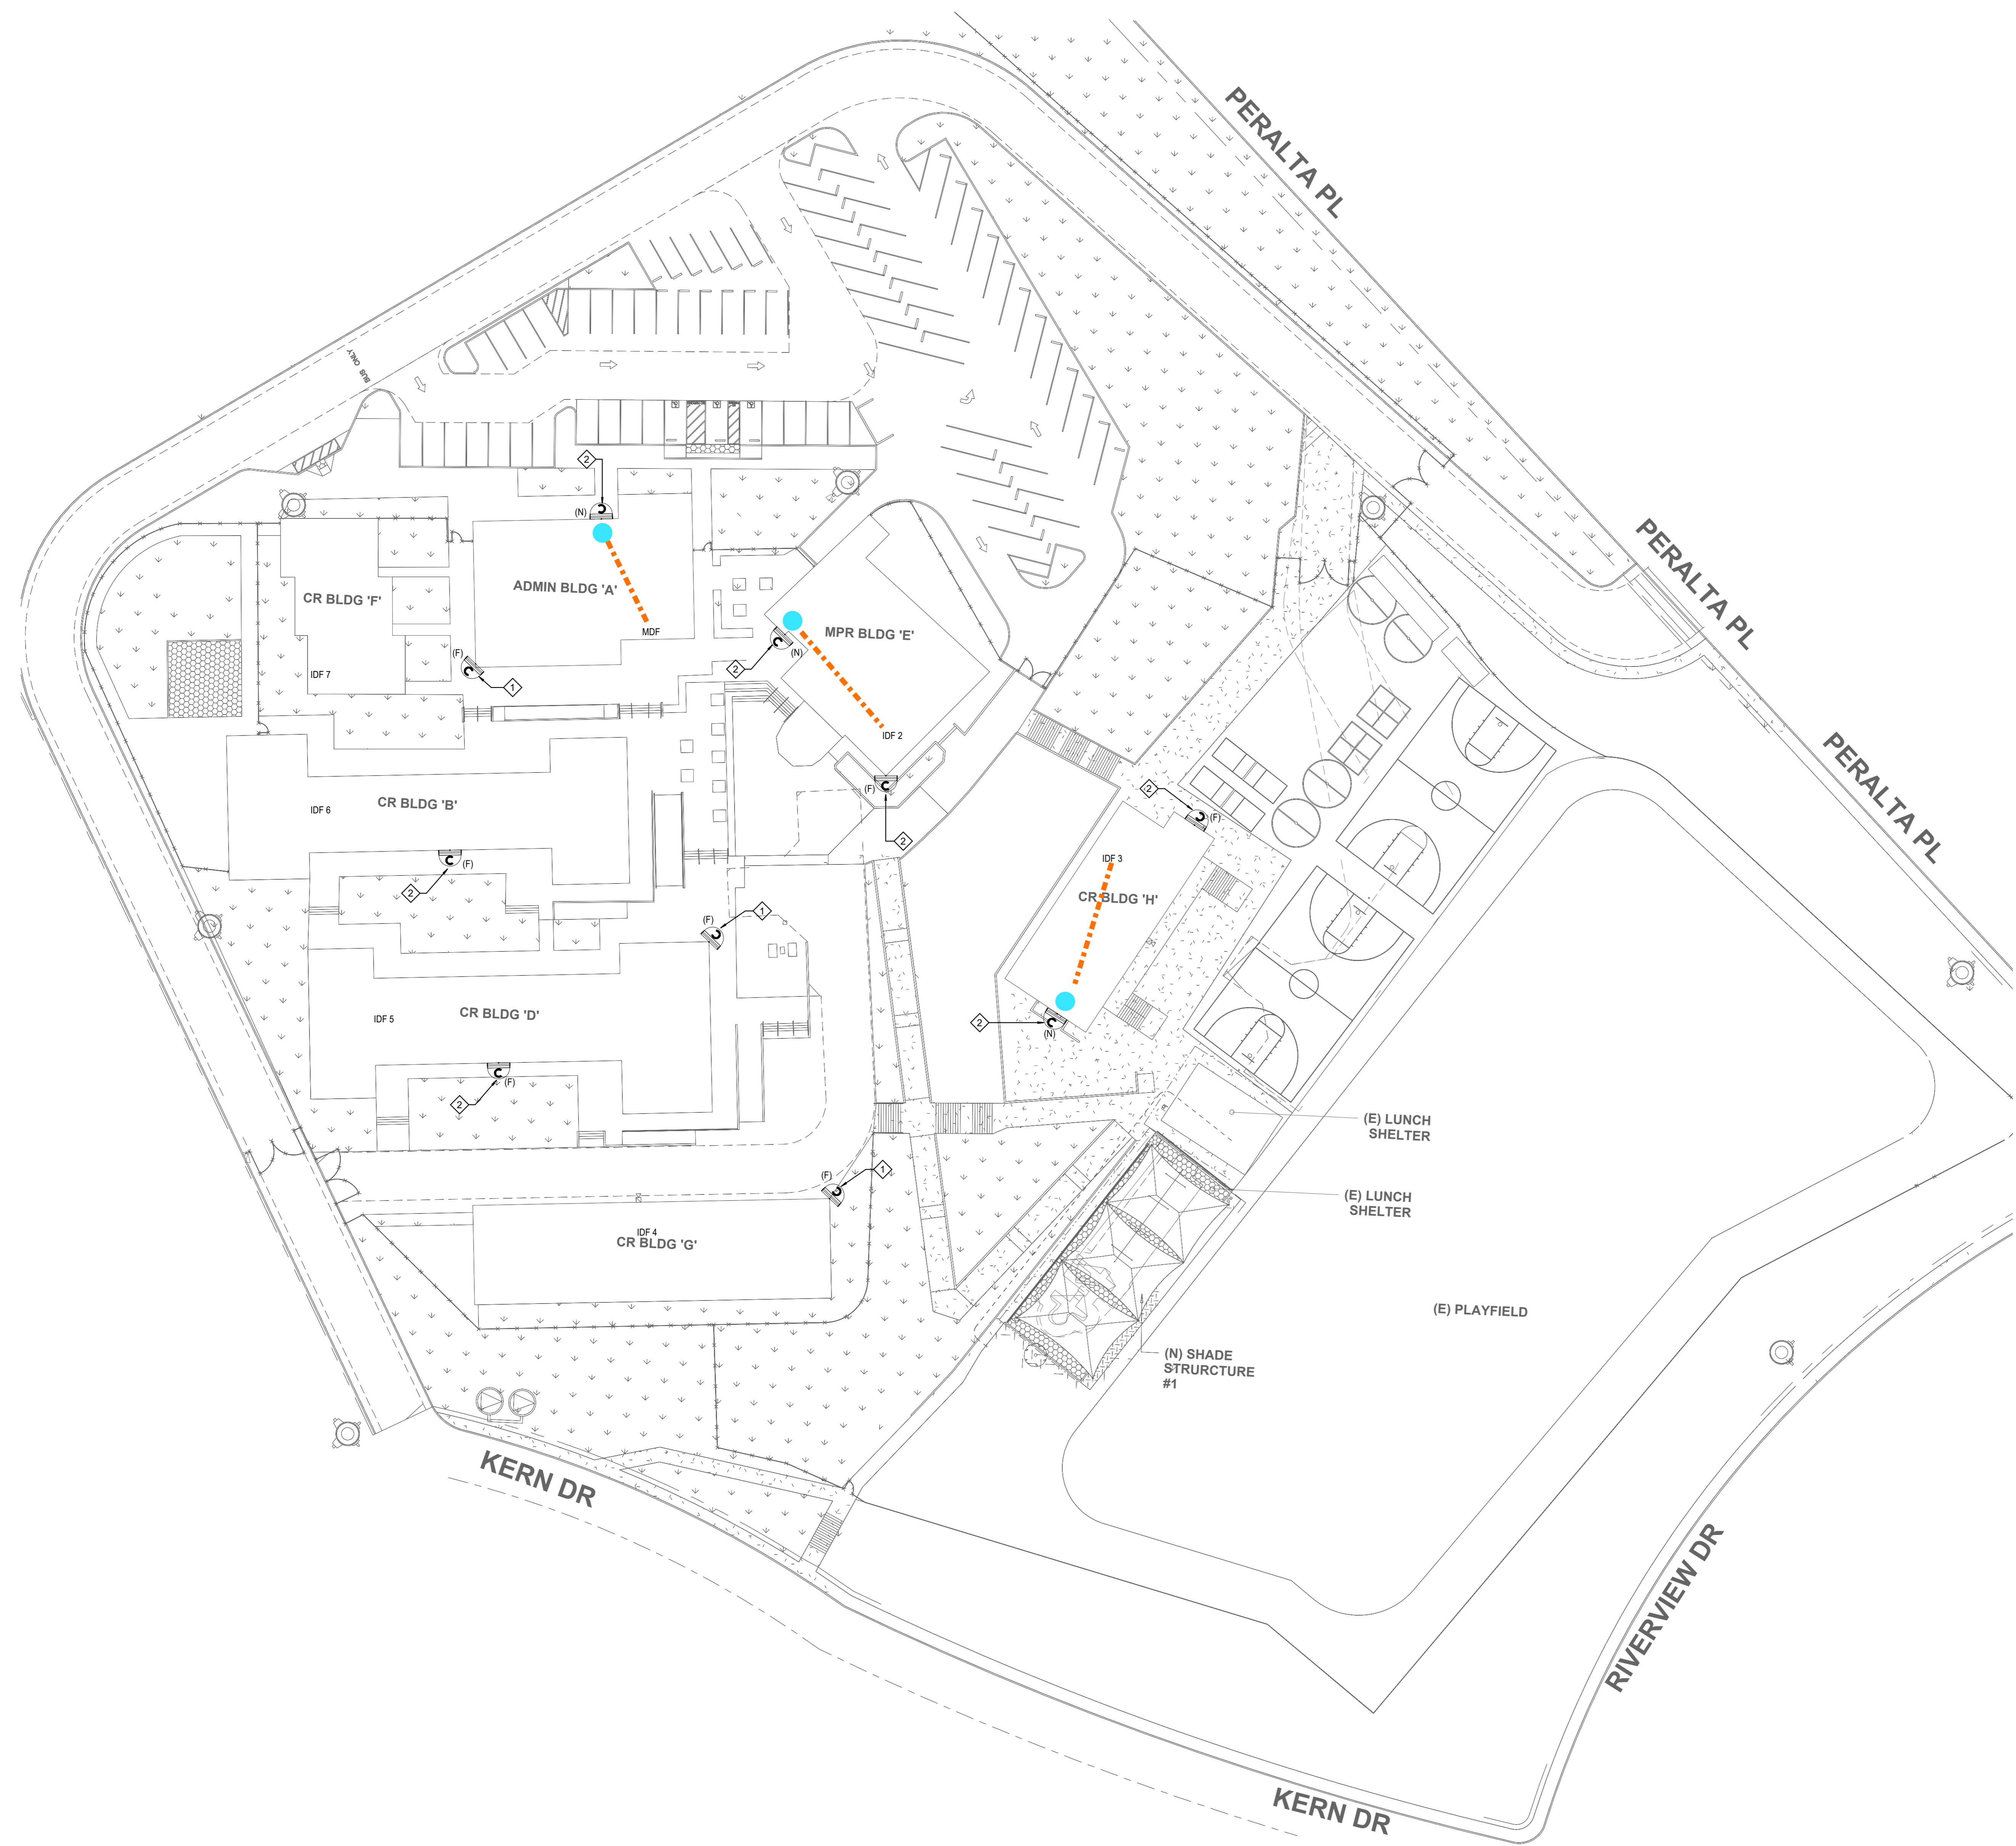 PERALTA PL
BUS ONLY
2
(N)
PERALTA PL
ADMIN BLDG 'A'
CR BLDG 'F'
MDF
MPR BLDG 'E'
(N)
2
(F)
1
IDF 7
IDF 2
PERALTA PL
(F)
2
2
(F)
CR BLDG 'B'
IDF 6
(F)
2
IDF 3
CR BLDG 'H'
(F)
1
CR BLDG 'D'
IDF 5
2
(N)
(F)
2
(E) LUNCH
SHELTER
(F)
1
(E) LUNCH
SHELTER
IDF 4
CR BLDG 'G'
(E) PLAYFIELD
(N) SHADE
STRURCTURE
#1
KERN DR
RIVERVIEW DR
KERN DR